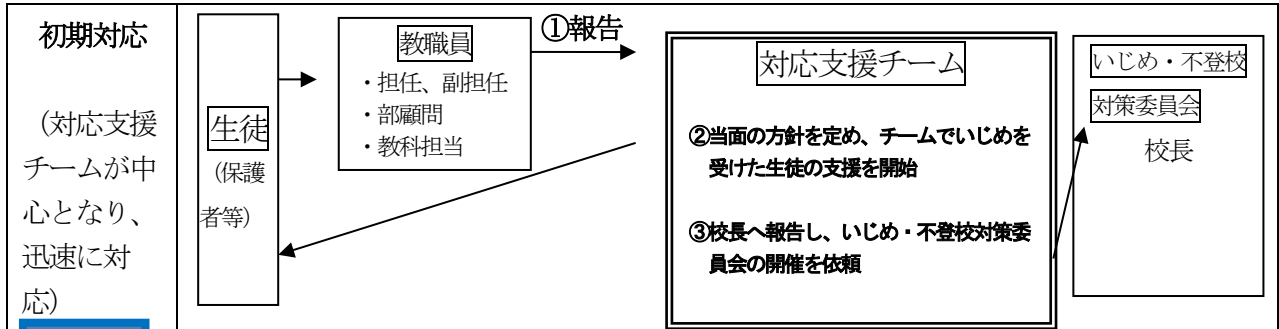 初期対応
（対応支援
チームが中
心となり、
迅速に対
応）
生徒
（保護
者等）
教職員
・担任、副担任
・部顧問
・教科担当
①報告
対応支援チーム
②当面の方針を定め、チームでいじめを
受けた生徒の支援を開始
③校長へ報告し、いじめ・不登校対策委
員会の開催を依頼
いじめ・不登校
対策委員会
校長